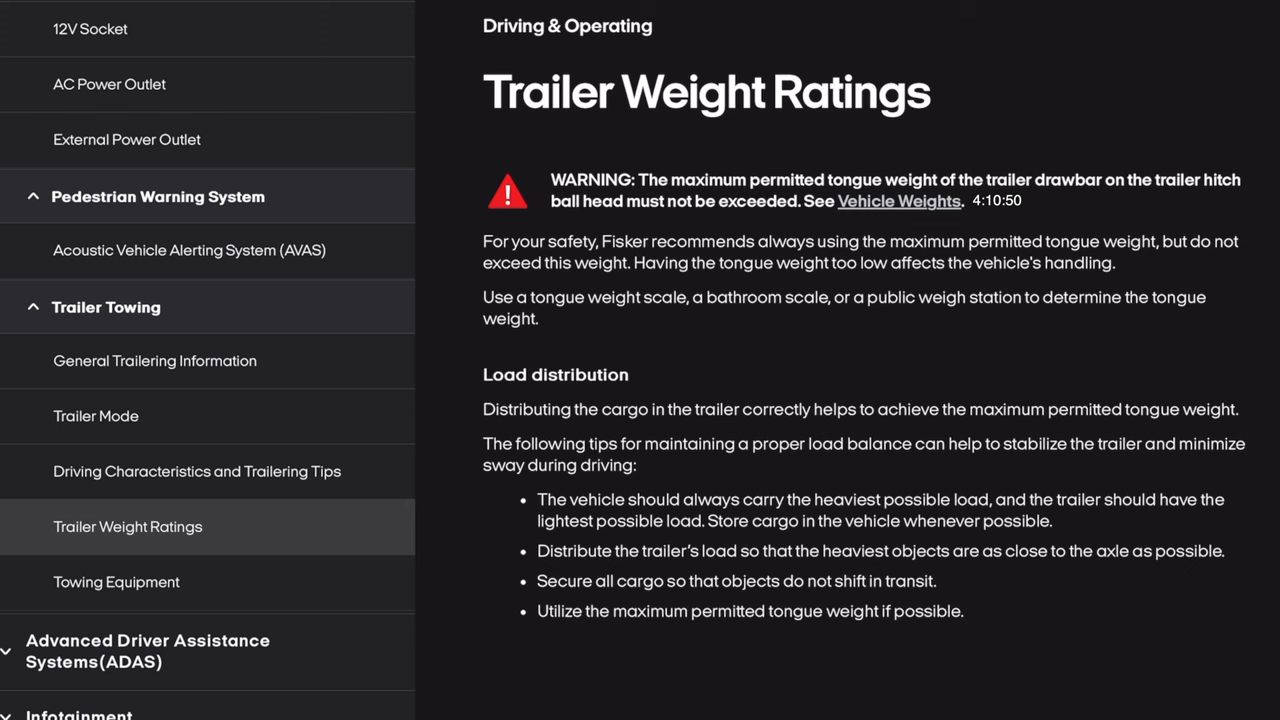 12V Socket
AC Power Outlet
External Power Outlet
Pedestrian Warning System
Acoustic Vehicle Alerting System (AVAS)
Trailer Towing
General Trailering Information
Trailer Mode
Driving Characteristics and Trailering Tips
Trailer Weight Ratings
Towing Equipment
Advanced Driver Assistance
Systems(ADAS)
Infotainment
Driving & Operating
Trailer Weight Ratings
WARNING: The maximum permitted tongue weight of the trailer drawbar on the trailer hitch
ball head must not be exceeded. See Vehicle Weights. 4:10:50
For your safety, Fisker recommends always using the maximum permitted tongue weight, but do not
exceed this weight. Having the tongue weight too low affects the vehicle's handling.
Use a tongue weight scale, a bathroom scale, or a public weigh station to determine the tongue
weight.
Load distribution
Distributing the cargo in the trailer correctly helps to achieve the maximum permitted tongue weight.
The following tips for maintaining a proper load balance can help to stabilize the trailer and minimize
sway during driving:
• The vehicle should always carry the heaviest possible load, and the trailer should have the
lightest possible load. Store cargo in the vehicle whenever possible.
• Distribute the trailer's load so that the heaviest objects are as close to the axle as possible.
• Secure all cargo so that objects do not shift in transit.
• Utilize the maximum permitted tongue weight if possible.